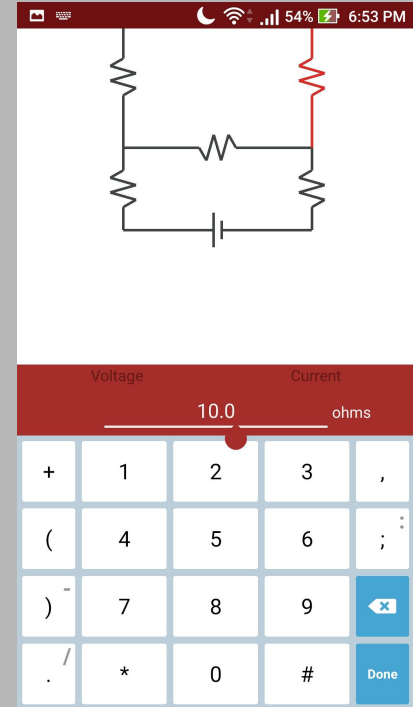 54% 6:53 PM
Voltage Current
10.0 ohms
+ 1 2 3 ,
( 4 5 6 ; :
) - 7 8 9
. / * 0 # Done